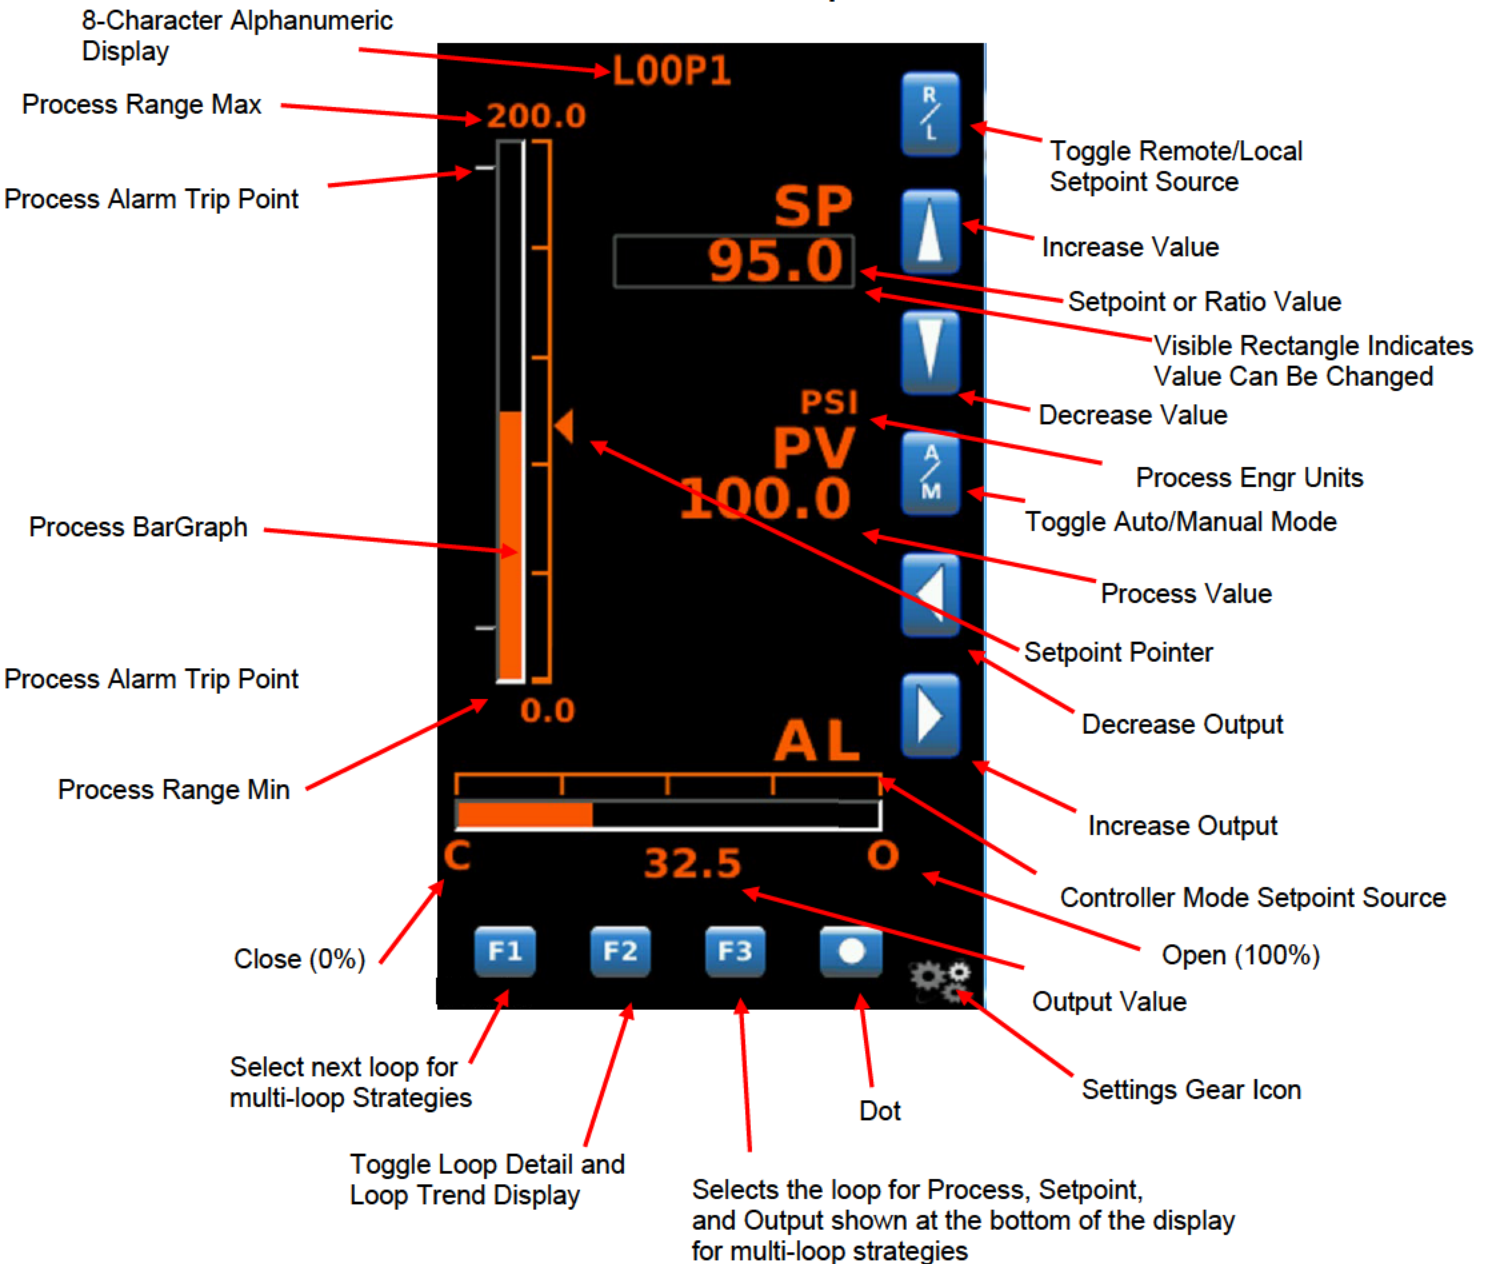 8-Character Alphanumeric
Display
LOOP1
Process Range Max
200.0
R/L
Toggle Remote/Local
Setpoint Source
Process Alarm Trip Point
SP
95.0
Increase Value
Setpoint or Ratio Value
Visible Rectangle Indicates
Value Can Be Changed
Decrease Value
PSI
PV
100.0
A/M
Process Engr Units
Toggle Auto/Manual Mode
Process BarGraph
Process Value
Setpoint Pointer
Process Alarm Trip Point
0.0
Decrease Output
AL
Process Range Min
Increase Output
C
32.5
O
Controller Mode Setpoint Source
Close (0%)
Open (100%)
F1
F2
F3
Output Value
Select next loop for
multi-loop Strategies
Settings Gear Icon
Dot
Toggle Loop Detail and
Loop Trend Display
Selects the loop for Process, Setpoint,
and Output shown at the bottom of the display
for multi-loop strategies